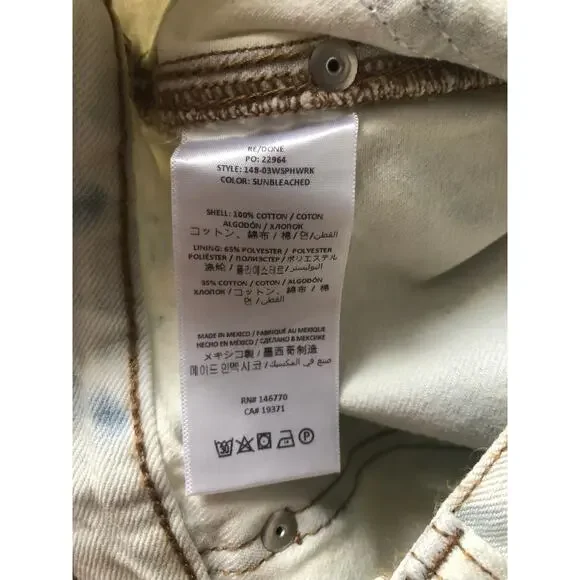 RE/DONE
PO: 22964
STYLE: 148-03WSPHWRK
COLOR: SUNBLEACHED
SHELL: 100% COTTON / COTON
ALGODÓN / ХЛОПОК
コットン、綿布 / 棉 / 면 / القطن
LINING: 65% POLYESTER / POLYESTER
POLIÉSTER / ПОЛИЭСТЕР / ポリエステル
涤纶 / 폴리에스테르 / البوليستر
35% COTTON / COTON / ALGODÓN
ХЛОПОК / コットン、綿布 / 棉
면 / القطن
MADE IN MEXICO / FABRIQUÉ AU MEXIQUE
HECHO EN MÉXICO / СДЕЛАНО В МЕКСИКЕ
メキシコ製 / 墨西哥制造
메이드 인멕시코 / صنع في المكسيك
RN# 146770
CA# 19371
30 P